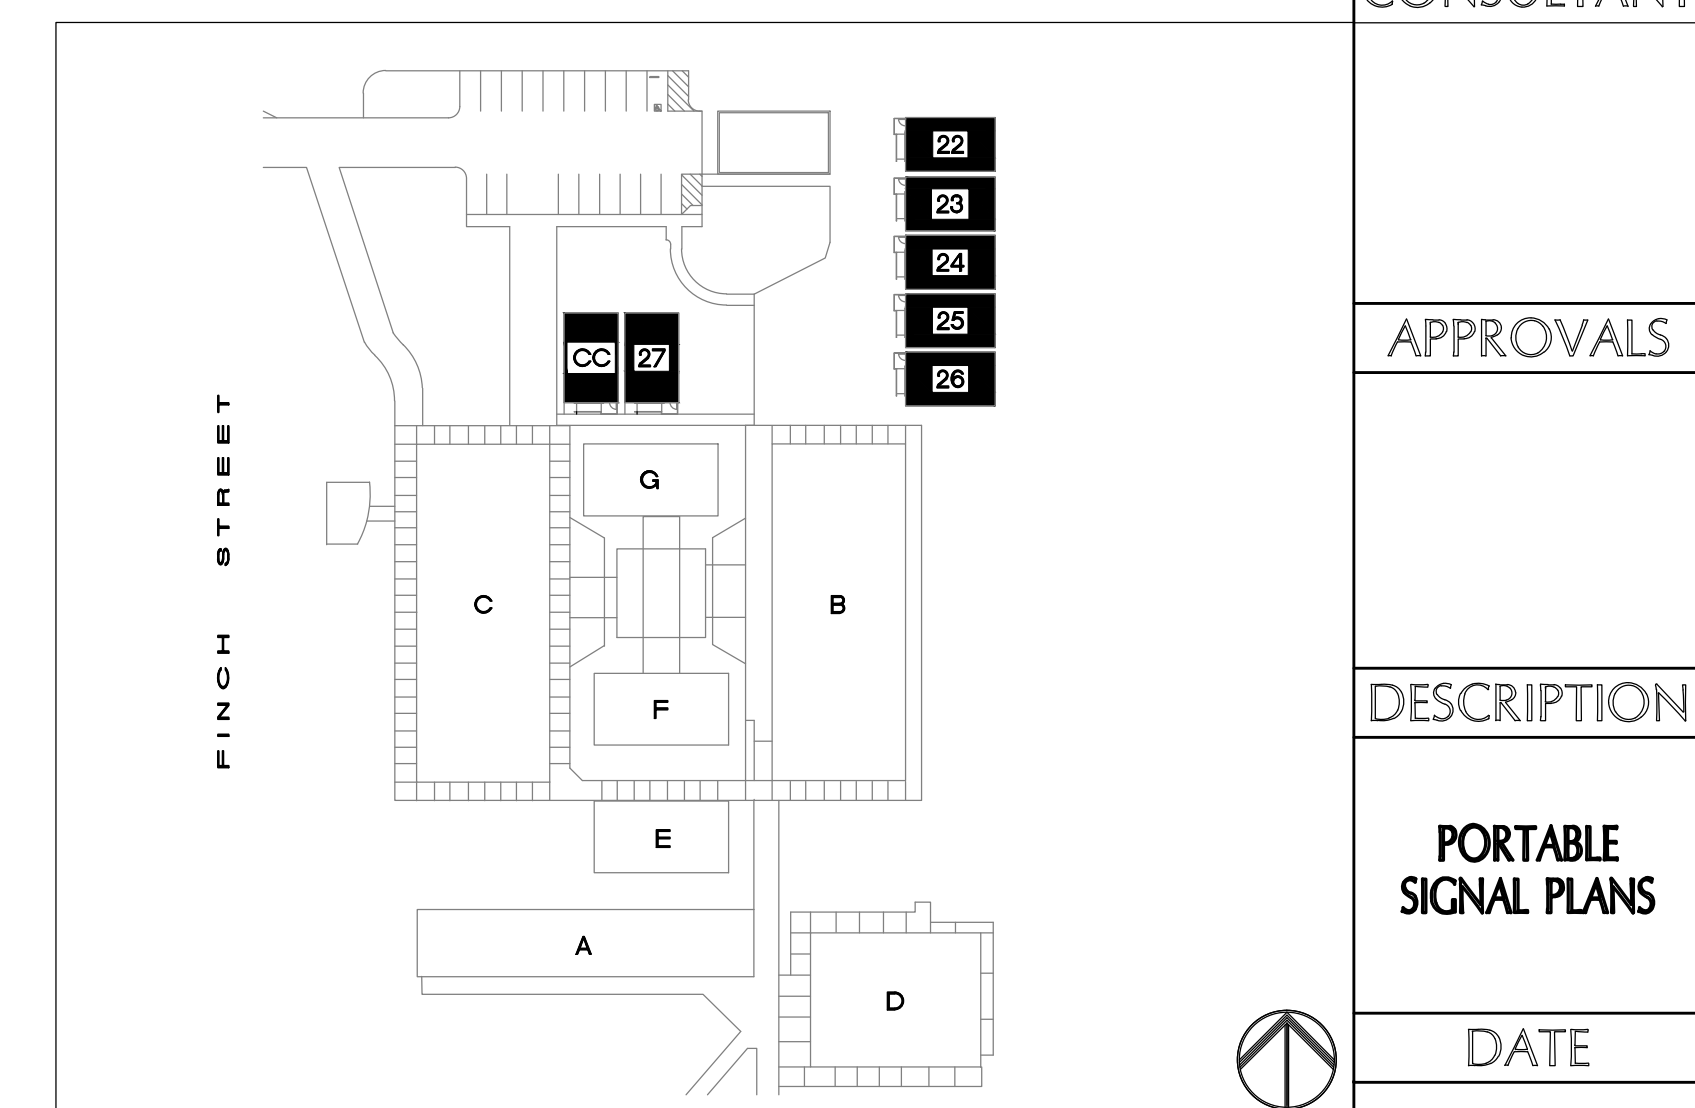 CONSULTANT
22
23
24
25
26
CC
27
APPROVALS
FINCH STREET
G
C
B
F
DESCRIPTION
E
PORTABLE
SIGNAL PLANS
A
D
DATE